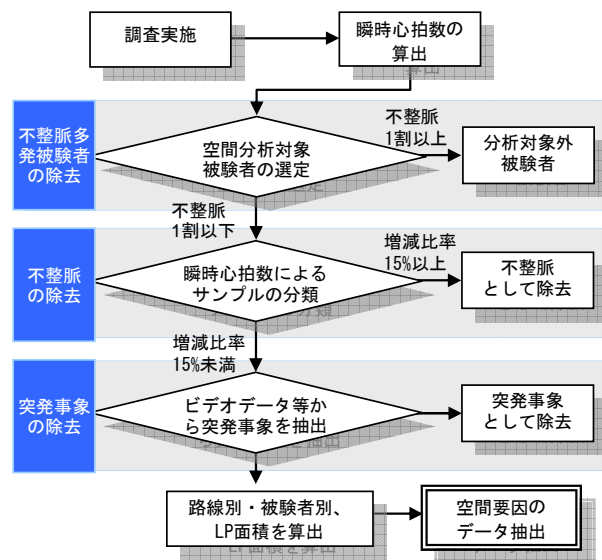 調査実施
瞬時心拍数の
算出
不整脈多
発被験者
の除去
空間分析対象
被験者の選定
不整脈
1割以上
分析対象外
被験者
不整脈
1割以下
不整脈
の除去
瞬時心拍数による
サンプルの分類
増減比率
15%以上
不整脈
として除去
増減比率
15%未満
突発事象
の除去
ビデオデータ等か
ら突発事象を抽出
突発事象
として除去
路線別・被験者別、
LP面積を算出
空間要因の
データ抽出